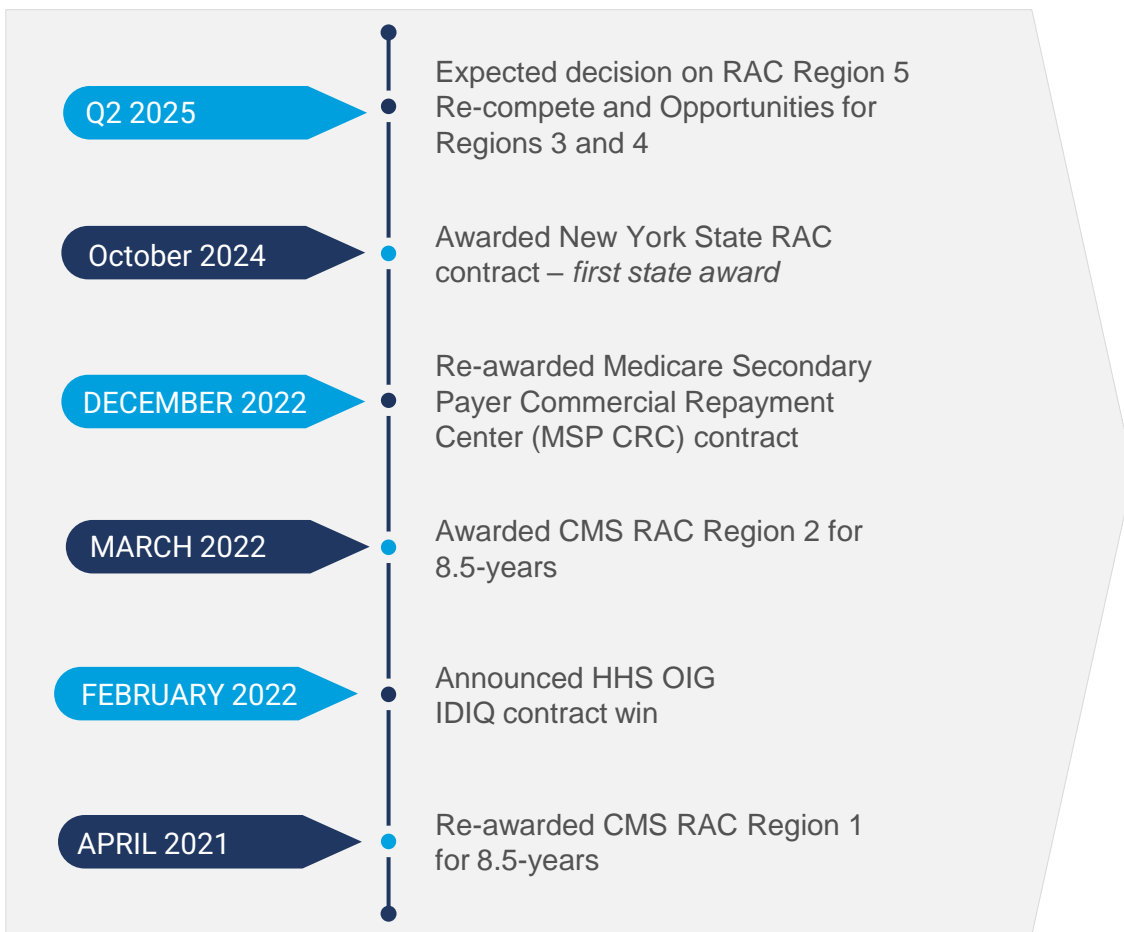 Q2 2025
Expected decision on RAC Region 5
Re-compete and Opportunities for
Regions 3 and 4
October 2024
Awarded New York State RAC
contract – first state award
DECEMBER 2022
Re-awarded Medicare Secondary
Payer Commercial Repayment
Center (MSP CRC) contract
MARCH 2022
Awarded CMS RAC Region 2 for
8.5-years
FEBRUARY 2022
Announced HHS OIG
IDIQ contract win
APRIL 2021
Re-awarded CMS RAC Region 1
for 8.5-years